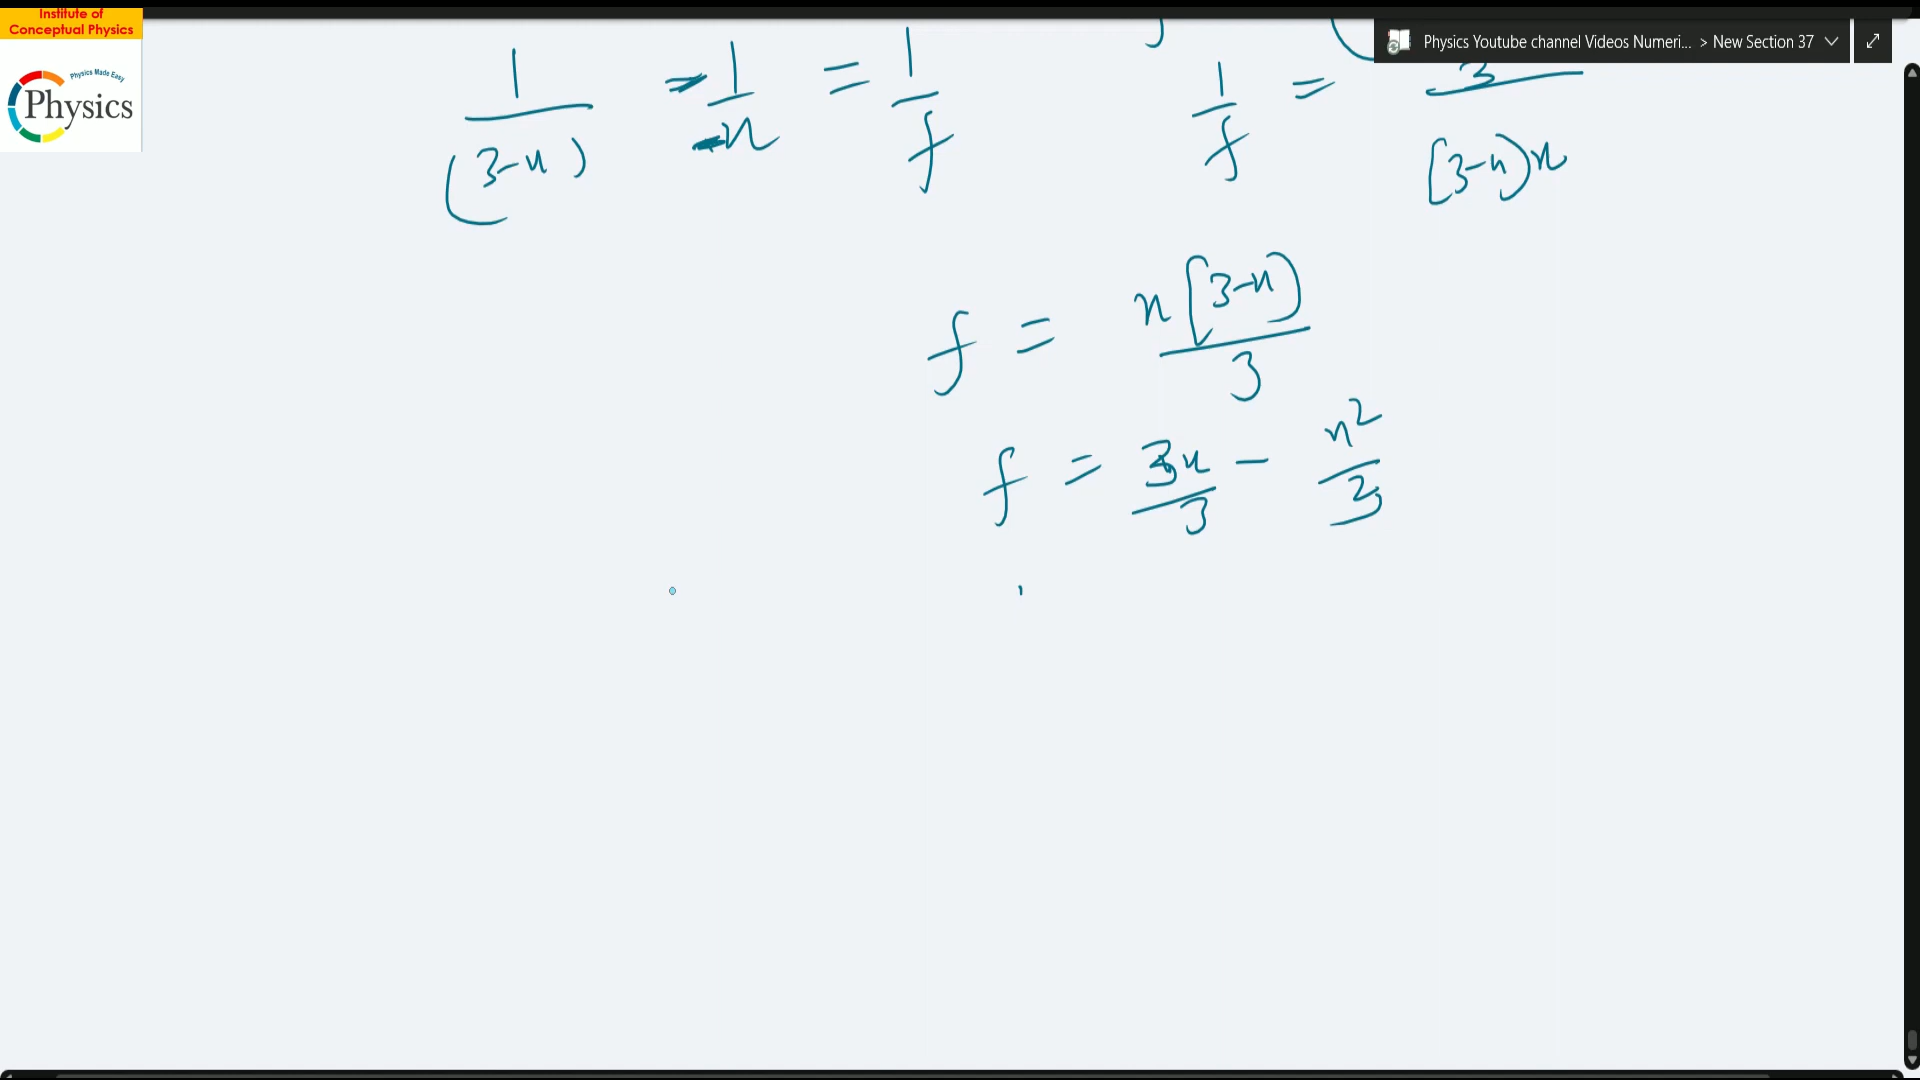 Institute of
Conceptual Physics
Physics Made Easy
Physics
Physics Youtube channel Videos Numeri... > New Section 37
1/(3-x) - 1/-x = 1/f
1/f = 3/(3-x)x
f = x(3-x)/3
f = 3x/3 - x²/3